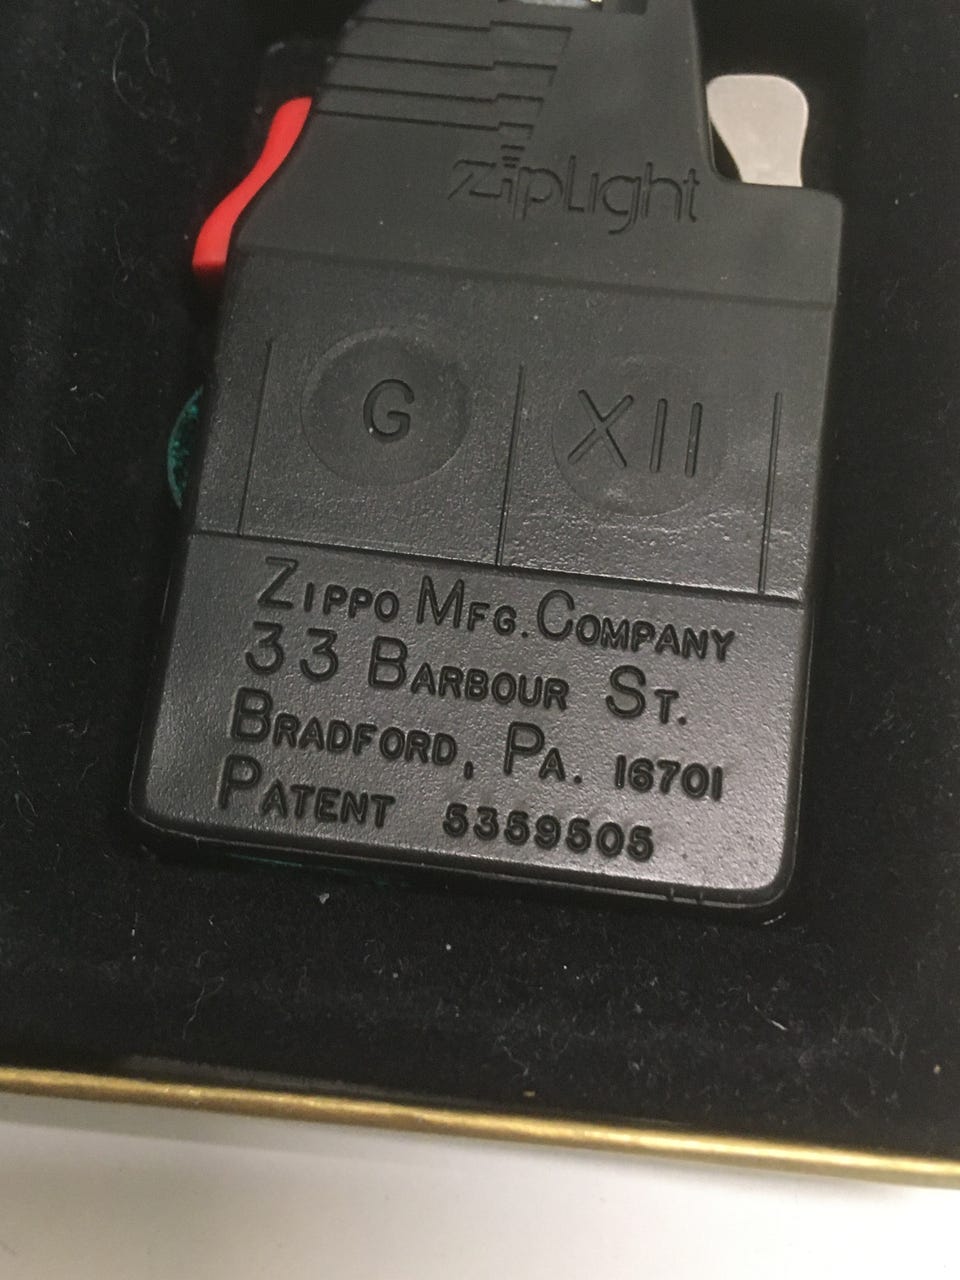 zipLight
G XII
ZIPPO MFG. COMPANY
33 BARBOUR ST.
BRADFORD, PA. 16701
PATENT 5359505